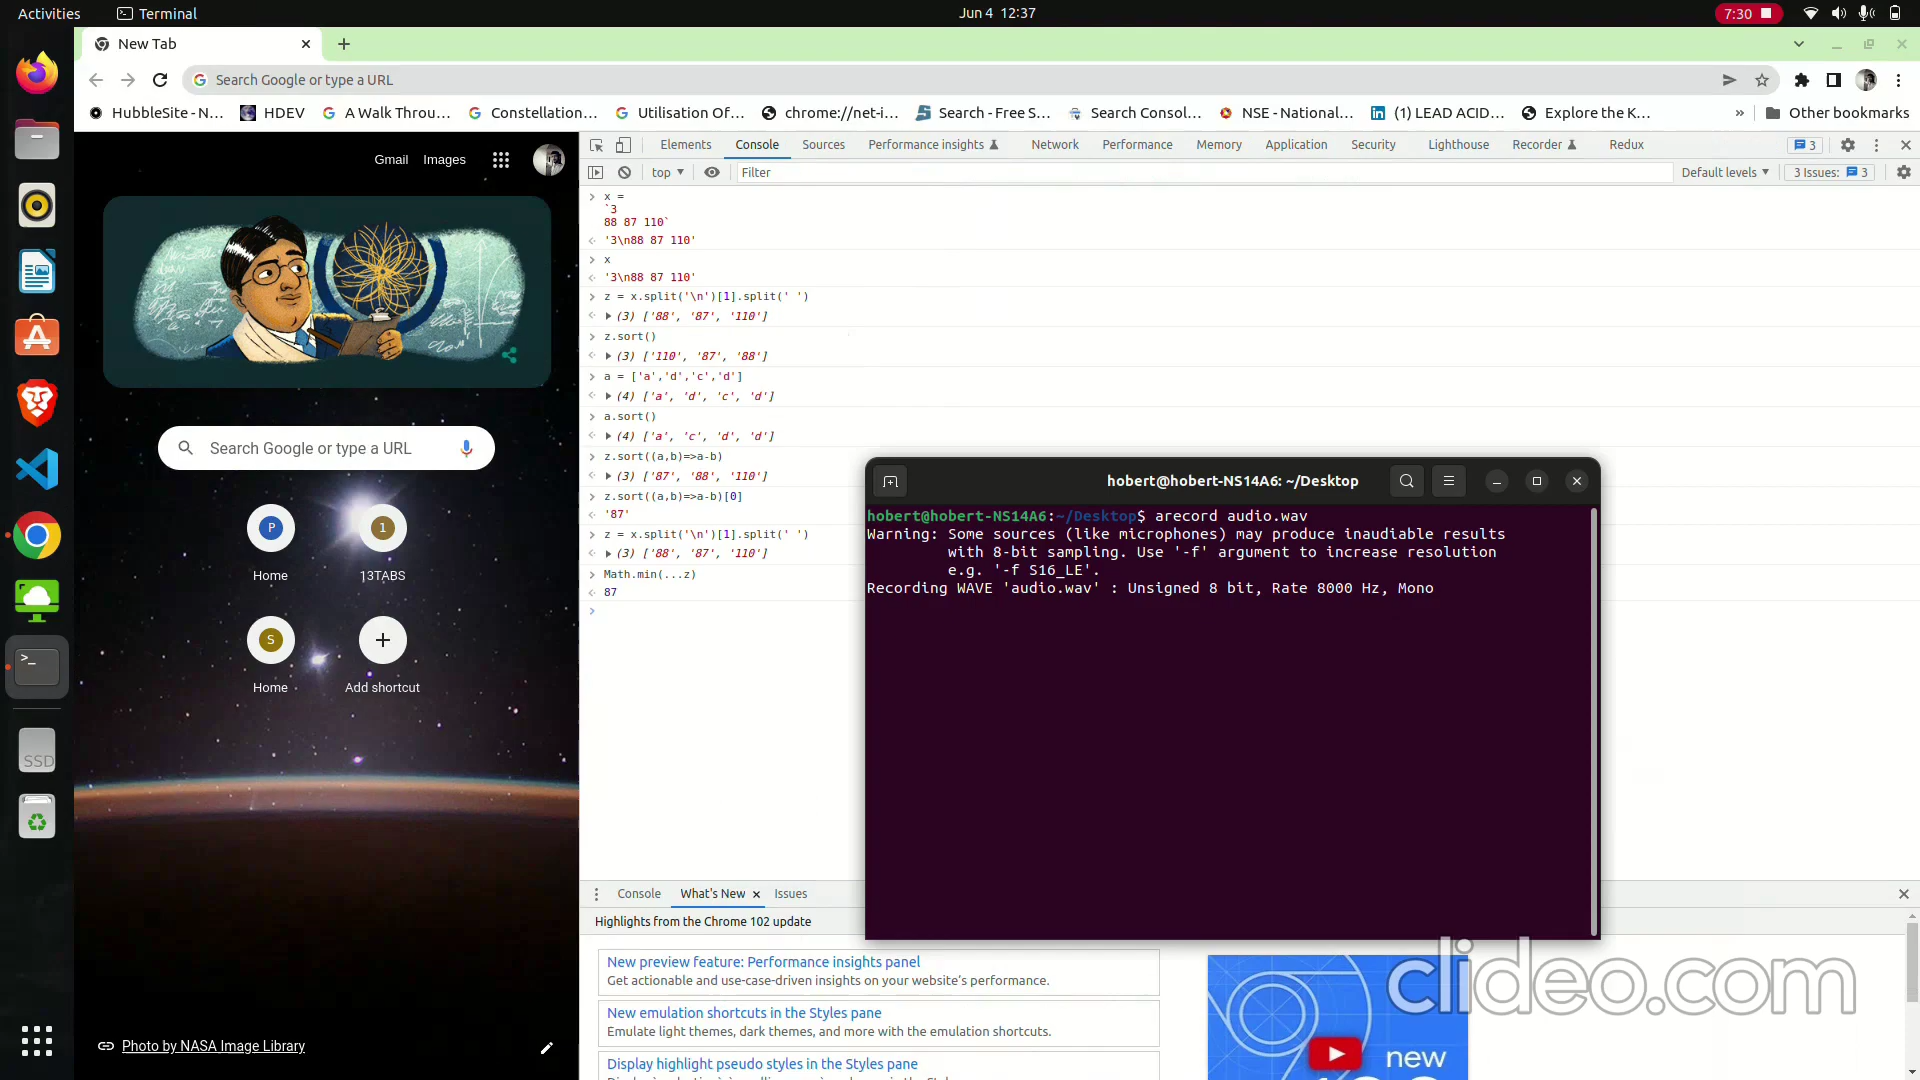 Activities
Terminal
Jun 4 12:37
7:30
New Tab
Search Google or type a URL
HubbleSite - N...
HDEV
A Walk Throu...
Constellation...
Utilisation Of...
chrome://net-i...
Search - Free S...
Search Consol...
NSE - National...
(1) LEAD ACID...
Explore the K...
»
Other bookmarks
Gmail
Images
Search Google or type a URL
P
Home
1
13TABS
S
Home
Add shortcut
Photo by NASA Image Library
SSD
Elements
Console
Sources
Performance insights
Network
Performance
Memory
Application
Security
Lighthouse
Recorder
Redux
3
top
Filter
Default levels
3 Issues: 3
x =
`3
88 87 110`
'3\n88 87 110'
x
'3\n88 87 110'
z = x.split('\n')[1].split(' ')
(3) ['88', '87', '110']
z.sort()
(3) ['110', '87', '88']
a = ['a','d','c','d']
(4) ['a', 'd', 'c', 'd']
a.sort()
(4) ['a', 'c', 'd', 'd']
z.sort((a,b)=>a-b)
(3) ['87', '88', '110']
z.sort((a,b)=>a-b)[0]
'87'
z = x.split('\n')[1].split(' ')
(3) ['88', '87', '110']
Math.min(...z)
87
hobert@hobert-NS14A6: ~/Desktop
hobert@hobert-NS14A6:~/Desktop$ arecord audio.wav
Warning: Some sources (like microphones) may produce inaudiable results
with 8-bit sampling. Use '-f' argument to increase resolution
e.g. '-f S16_LE'.
Recording WAVE 'audio.wav' : Unsigned 8 bit, Rate 8000 Hz, Mono
Console
What's New
Issues
Highlights from the Chrome 102 update
New preview feature: Performance insights panel
Get actionable and use-case-driven insights on your website's performance.
New emulation shortcuts in the Styles pane
Emulate light themes, dark themes, and more with the emulation shortcuts.
Display highlight pseudo styles in the Styles pane
new
clideo.com